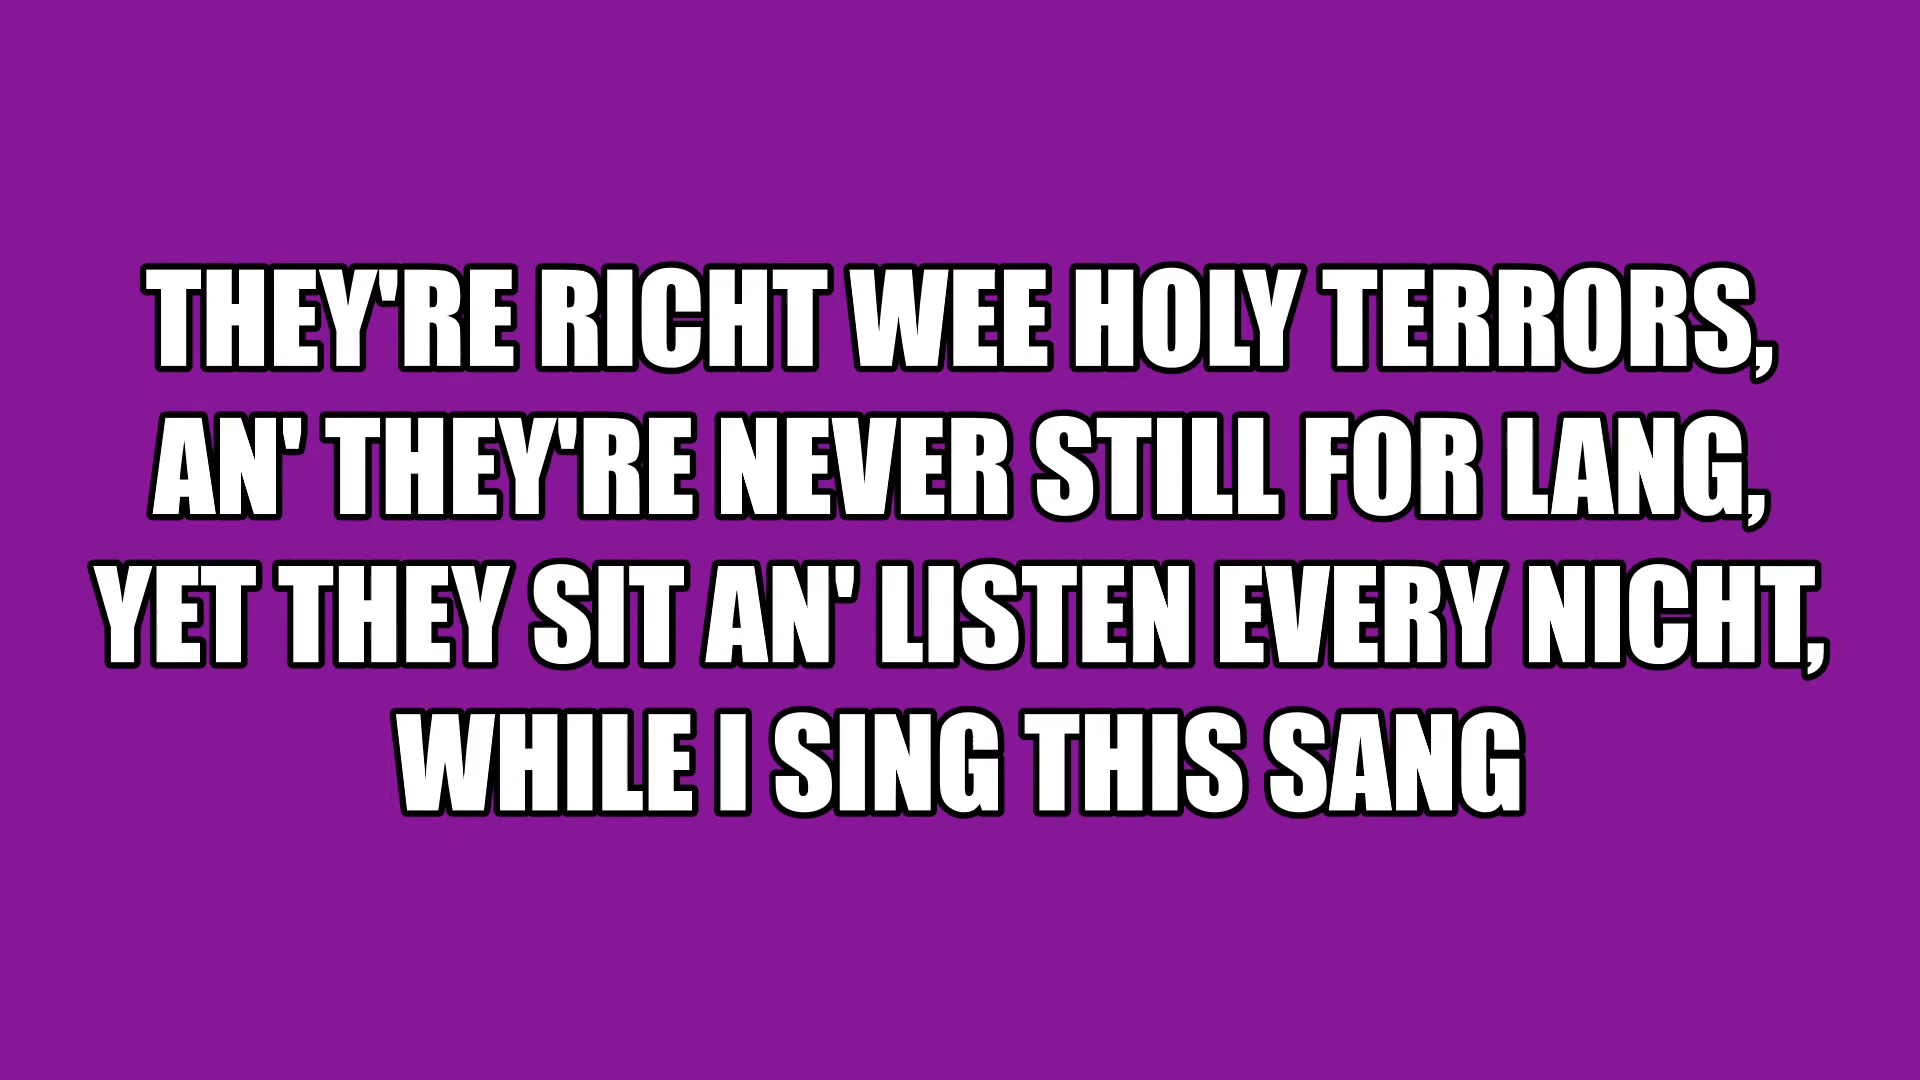 THEY'RE RICHT WEE HOLY TERRORS,
AN' THEY'RE NEVER STILL FOR LANG,
YET THEY SIT AN' LISTEN EVERY NICHT,
WHILE I SING THIS SANG